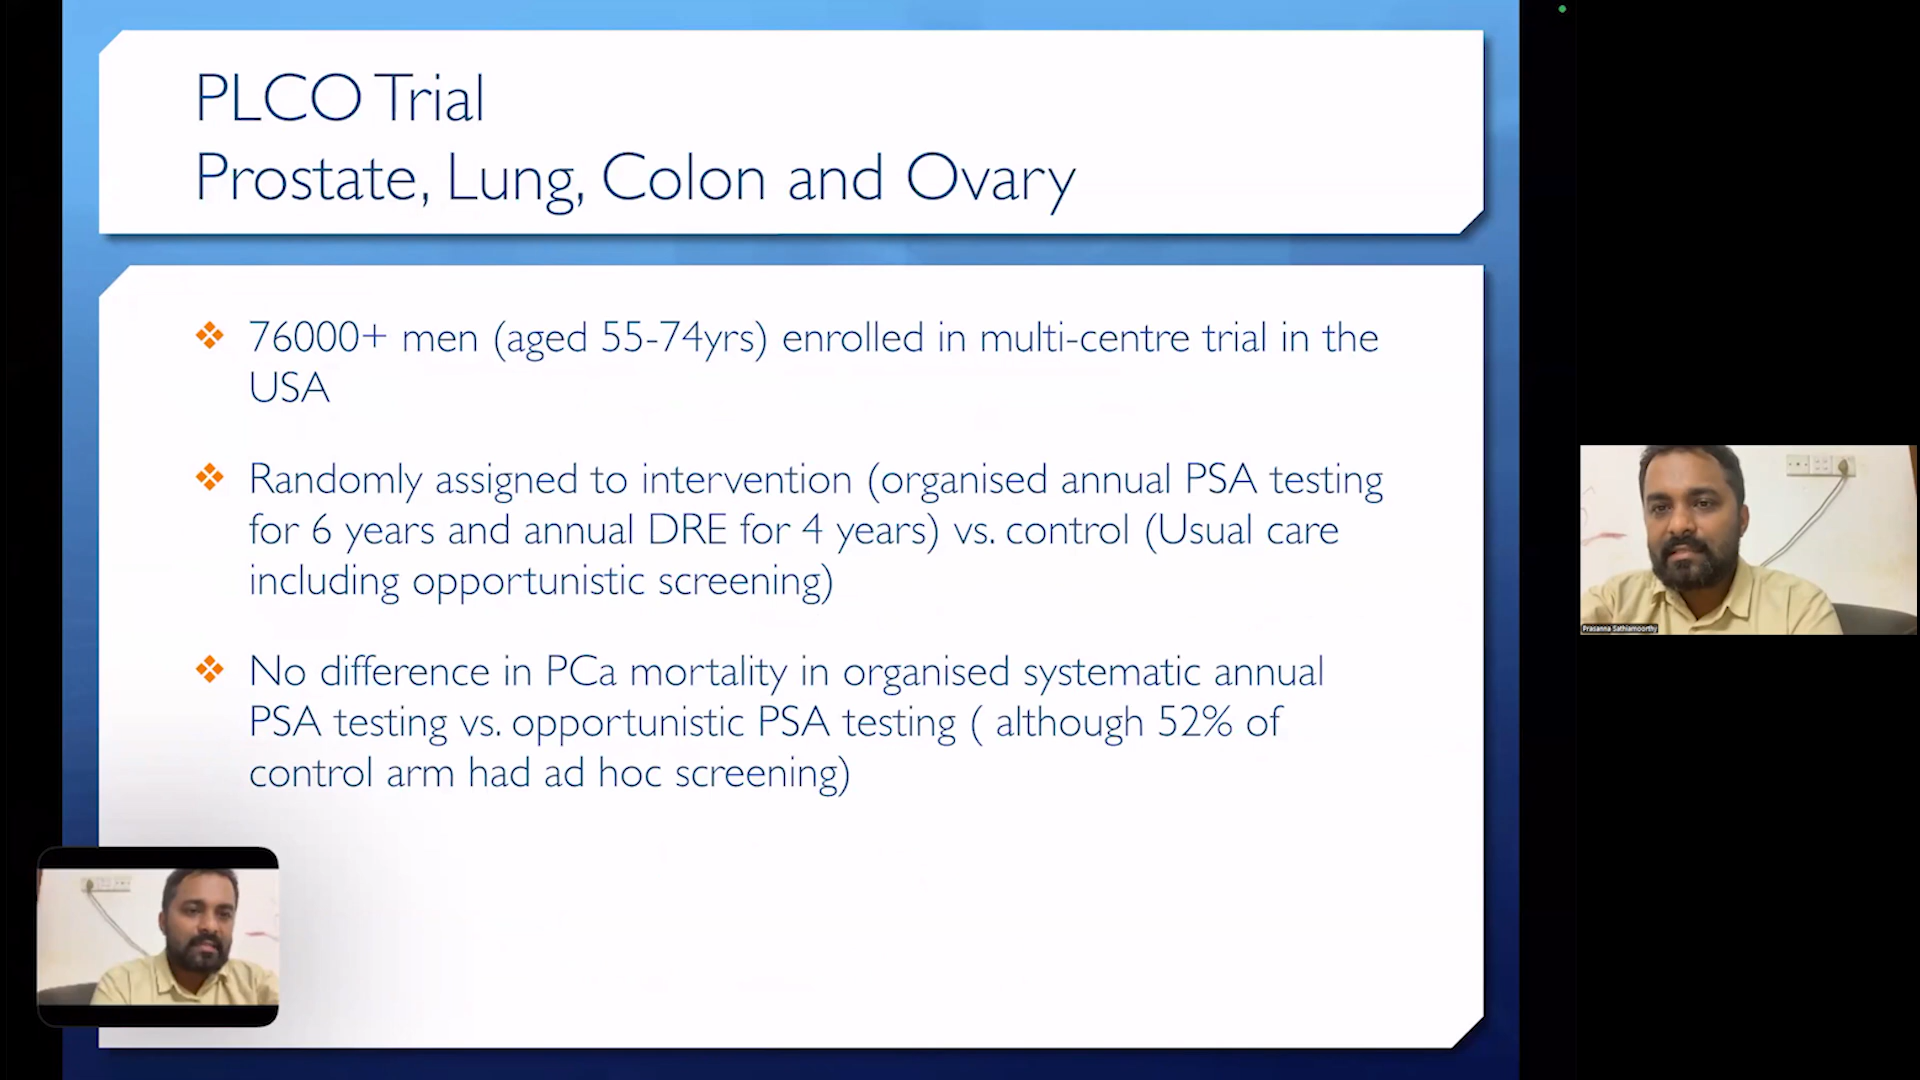 PLCO Trial
Prostate, Lung, Colon and Ovary
76000+ men (aged 55-74yrs) enrolled in multi-centre trial in the
USA
Randomly assigned to intervention (organised annual PSA testing
for 6 years and annual DRE for 4 years) vs. control (Usual care
including opportunistic screening)
No difference in PCa mortality in organised systematic annual
PSA testing vs. opportunistic PSA testing ( although 52% of
control arm had ad hoc screening)
Prasanna Sathiamoorthy